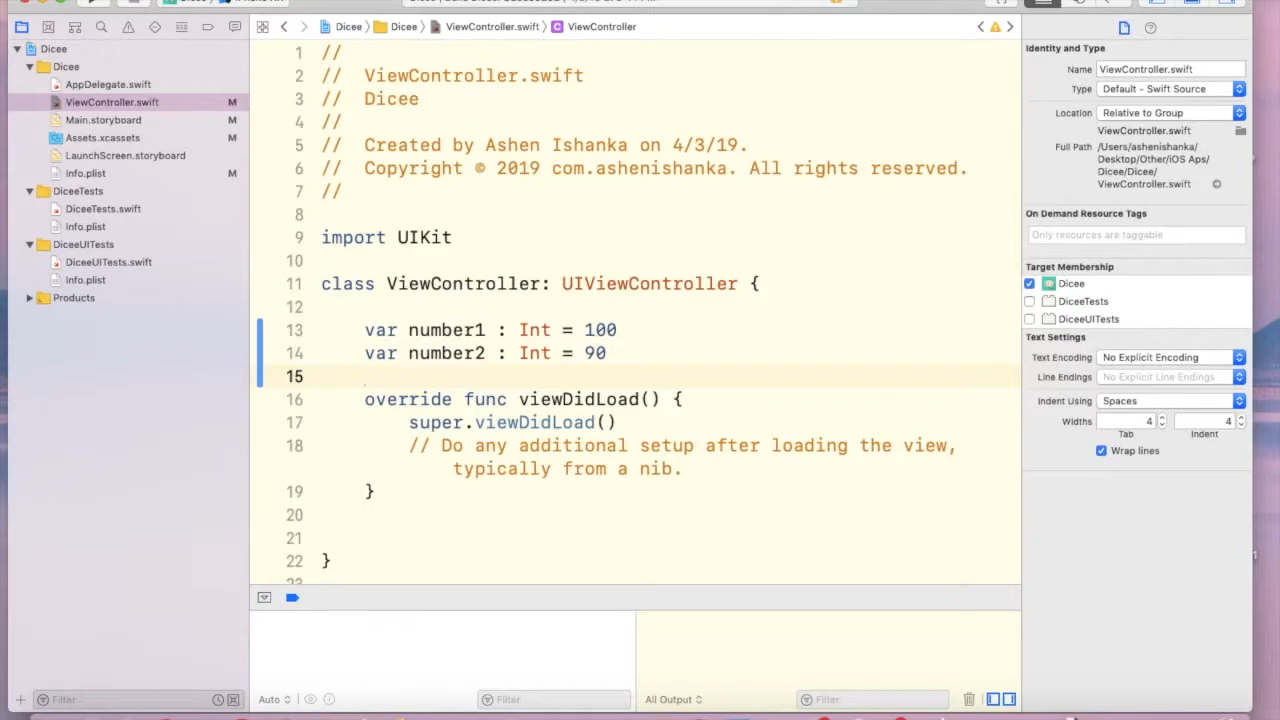 Dicee
Dicee
ViewController.swift
ViewController
Dicee
Dicee
AppDelegate.swift
ViewController.swift M
Main.storyboard M
Assets.xcassets M
LaunchScreen.storyboard
Info.plist M
DiceeTests
DiceeTests.swift
Info.plist
DiceeUITests
DiceeUITests.swift
Info.plist
Products
Filter
1 //
2 //  ViewController.swift
3 //  Dicee
4 //
5 //  Created by Ashen Ishanka on 4/3/19.
6 //  Copyright © 2019 com.ashenishanka. All rights reserved.
7 //
8
9 import UIKit
10
11 class ViewController: UIViewController {
12
13 var number1 : Int = 100
14 var number2 : Int = 90
15
16 override func viewDidLoad() {
17 super.viewDidLoad()
18 // Do any additional setup after loading the view,
typically from a nib.
19 }
20
21
22 }
23
Auto
Filter
All Output
Filter
Identity and Type
Name ViewController.swift
Type Default - Swift Source
Location Relative to Group
ViewController.swift
Full Path /Users/ashenishanka/
Desktop/Other/iOS Aps/
Dicee/Dicee/
ViewController.swift
On Demand Resource Tags
Only resources are taggable
Target Membership
Dicee
DiceeTests
DiceeUITests
Text Settings
Text Encoding No Explicit Encoding
Line Endings No Explicit Line Endings
Indent Using Spaces
Widths 4 4
Tab Indent
Wrap lines